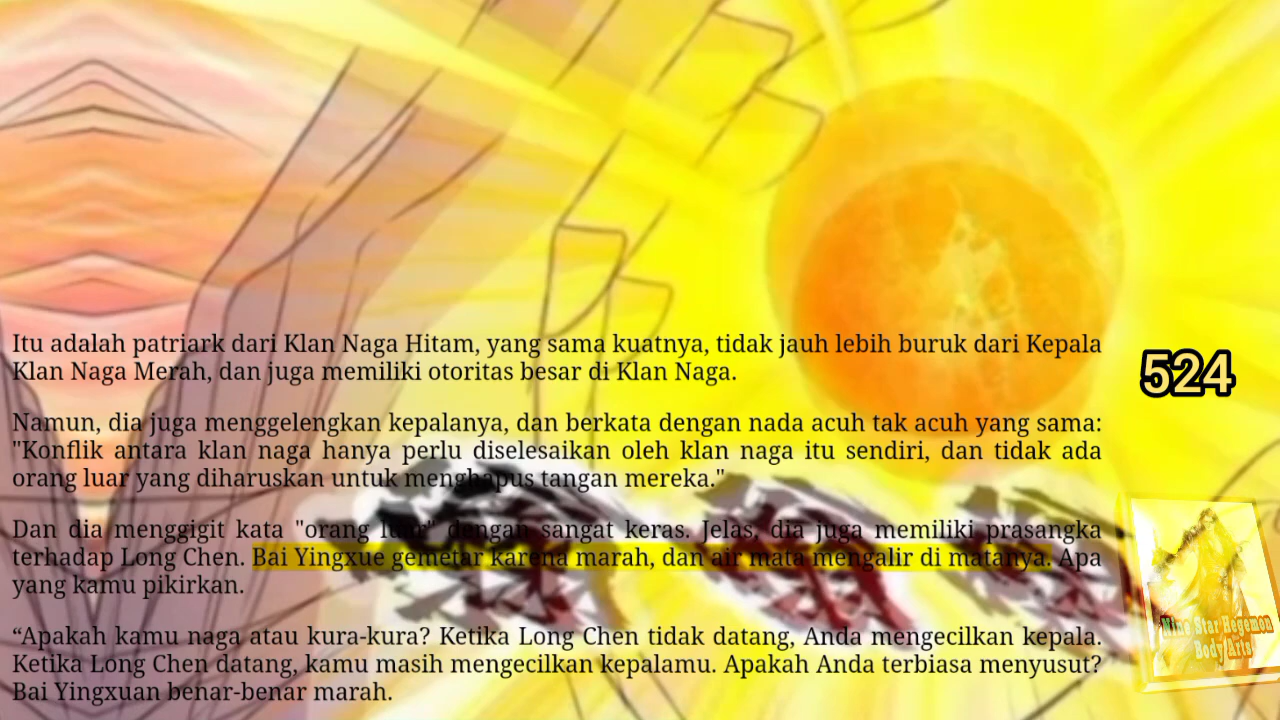 Itu adalah patriark dari Klan Naga Hitam, yang sama kuatnya, tidak jauh lebih buruk dari Kepala
Klan Naga Merah, dan juga memiliki otoritas besar di Klan Naga.
Namun, dia juga menggelengkan kepalanya, dan berkata dengan nada acuh tak acuh yang sama:
"Konflik antara klan naga hanya perlu diselesaikan oleh klan naga itu sendiri, dan tidak ada
orang luar yang diharuskan untuk menghapus tangan mereka."
Dan dia menggigit kata "orang luar" dengan sangat keras. Jelas, dia juga memiliki prasangka
terhadap Long Chen. Bai Yingxue gemetar karena marah, dan air mata mengalir di matanya. Apa
yang kamu pikirkan.
“Apakah kamu naga atau kura-kura? Ketika Long Chen tidak datang, Anda mengecilkan kepala.
Ketika Long Chen datang, kamu masih mengecilkan kepalamu. Apakah Anda terbiasa menyusut?
Bai Yingxuan benar-benar marah.
524
Nine Star Hegemon
Body Arts